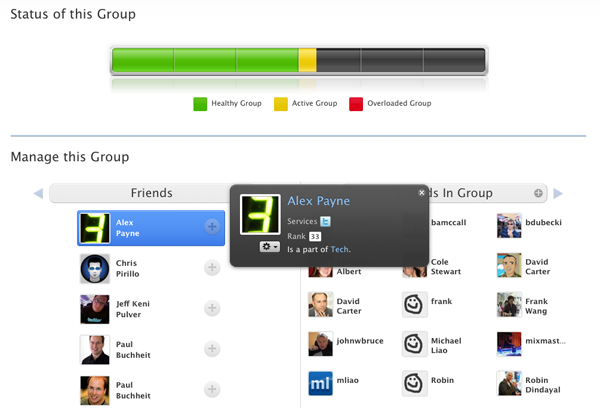 Status of this Group
Healthy Group
Active Group
Overloaded Group
Manage this Group
Friends
ds In Group
Alex
Payne
Chris
Pirillo
Jeff Keni
Pulver
Paul
Buchheit
Paul
Buchheit
Alex Payne
Services
Rank 33
Is a part of Tech.
bamccall
bdubecki
Albert
Cole
Stewart
David
Carter
David
Carter
frank
Frank
Wang
johnwbruce
Michael
Liao
mixmast...
ml
mliao
Robin
Robin
Dindayal